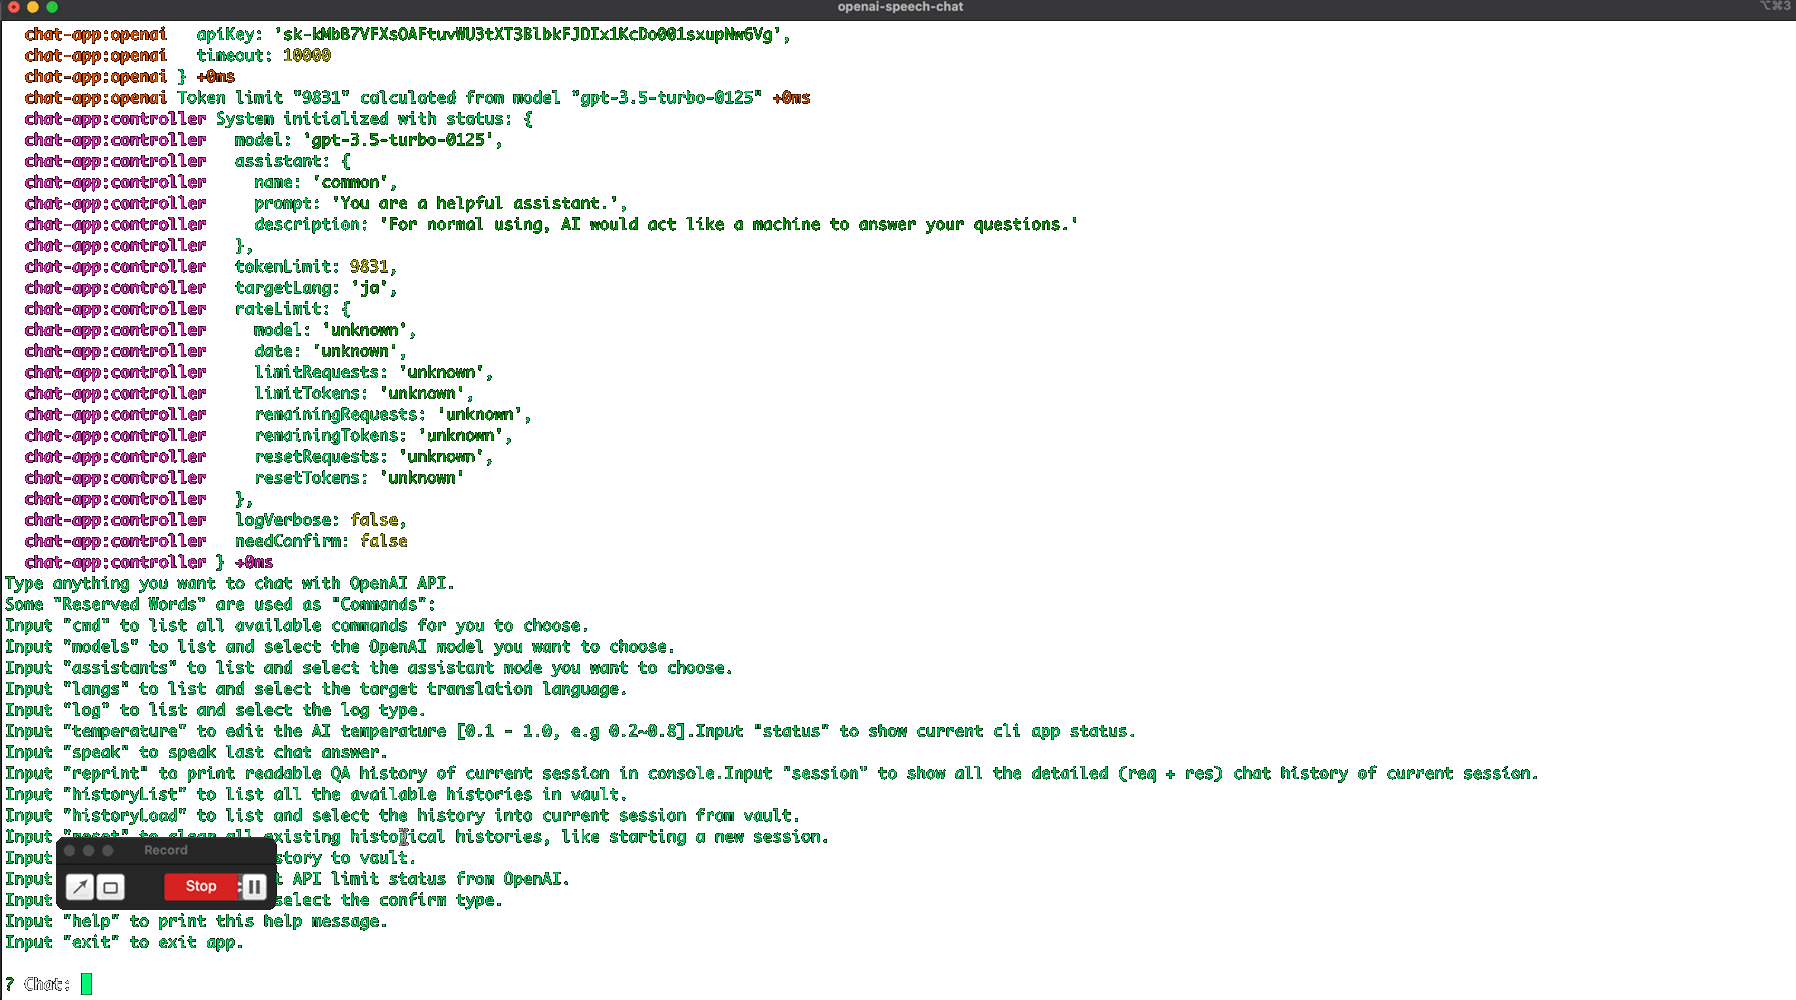 openai-speech-chat
⌥⌘3
chat-app:openai   apiKey: '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',
chat-app:openai   timeout: 10000
chat-app:openai } +0ms
chat-app:openai Token limit "9831" calculated from model "gpt-3.5-turbo-0125" +0ms
chat-app:controller System initialized with status: {
chat-app:controller   model: 'gpt-3.5-turbo-0125',
chat-app:controller   assistant: {
chat-app:controller     name: 'common',
chat-app:controller     prompt: 'You are a helpful assistant.',
chat-app:controller     description: 'For normal using, AI would act like a machine to answer your questions.'
chat-app:controller   },
chat-app:controller   tokenLimit: 9831,
chat-app:controller   targetLang: 'ja',
chat-app:controller   rateLimit: {
chat-app:controller     model: 'unknown',
chat-app:controller     date: 'unknown',
chat-app:controller     limitRequests: 'unknown',
chat-app:controller     limitTokens: 'unknown',
chat-app:controller     remainingRequests: 'unknown',
chat-app:controller     remainingTokens: 'unknown',
chat-app:controller     resetRequests: 'unknown',
chat-app:controller     resetTokens: 'unknown'
chat-app:controller   },
chat-app:controller   logVerbose: false,
chat-app:controller   needConfirm: false
chat-app:controller } +0ms
Type anything you want to chat with OpenAI API.
Some "Reserved Words" are used as "Commands":
Input "cmd" to list all available commands for you to choose.
Input "models" to list and select the OpenAI model you want to choose.
Input "assistants" to list and select the assistant mode you want to choose.
Input "langs" to list and select the target translation language.
Input "log" to list and select the log type.
Input "temperature" to edit the AI temperature [0.1 - 1.0, e.g 0.2~0.8].Input "status" to show current cli app status.
Input "speak" to speak last chat answer.
Input "reprint" to print readable QA history of current session in console.Input "session" to show all the detailed (req + res) chat history of current session.
Input "historyList" to list all the available histories in vault.
Input "historyLoad" to list and select the history into current session from vault.
Input "reset" to clean all existing historical histories, like starting a new session.
Input story to vault.
Input API limit status from OpenAI.
Input select the confirm type.
Input "help" to print this help message.
Input "exit" to exit app.
? Chat:
Record
Stop